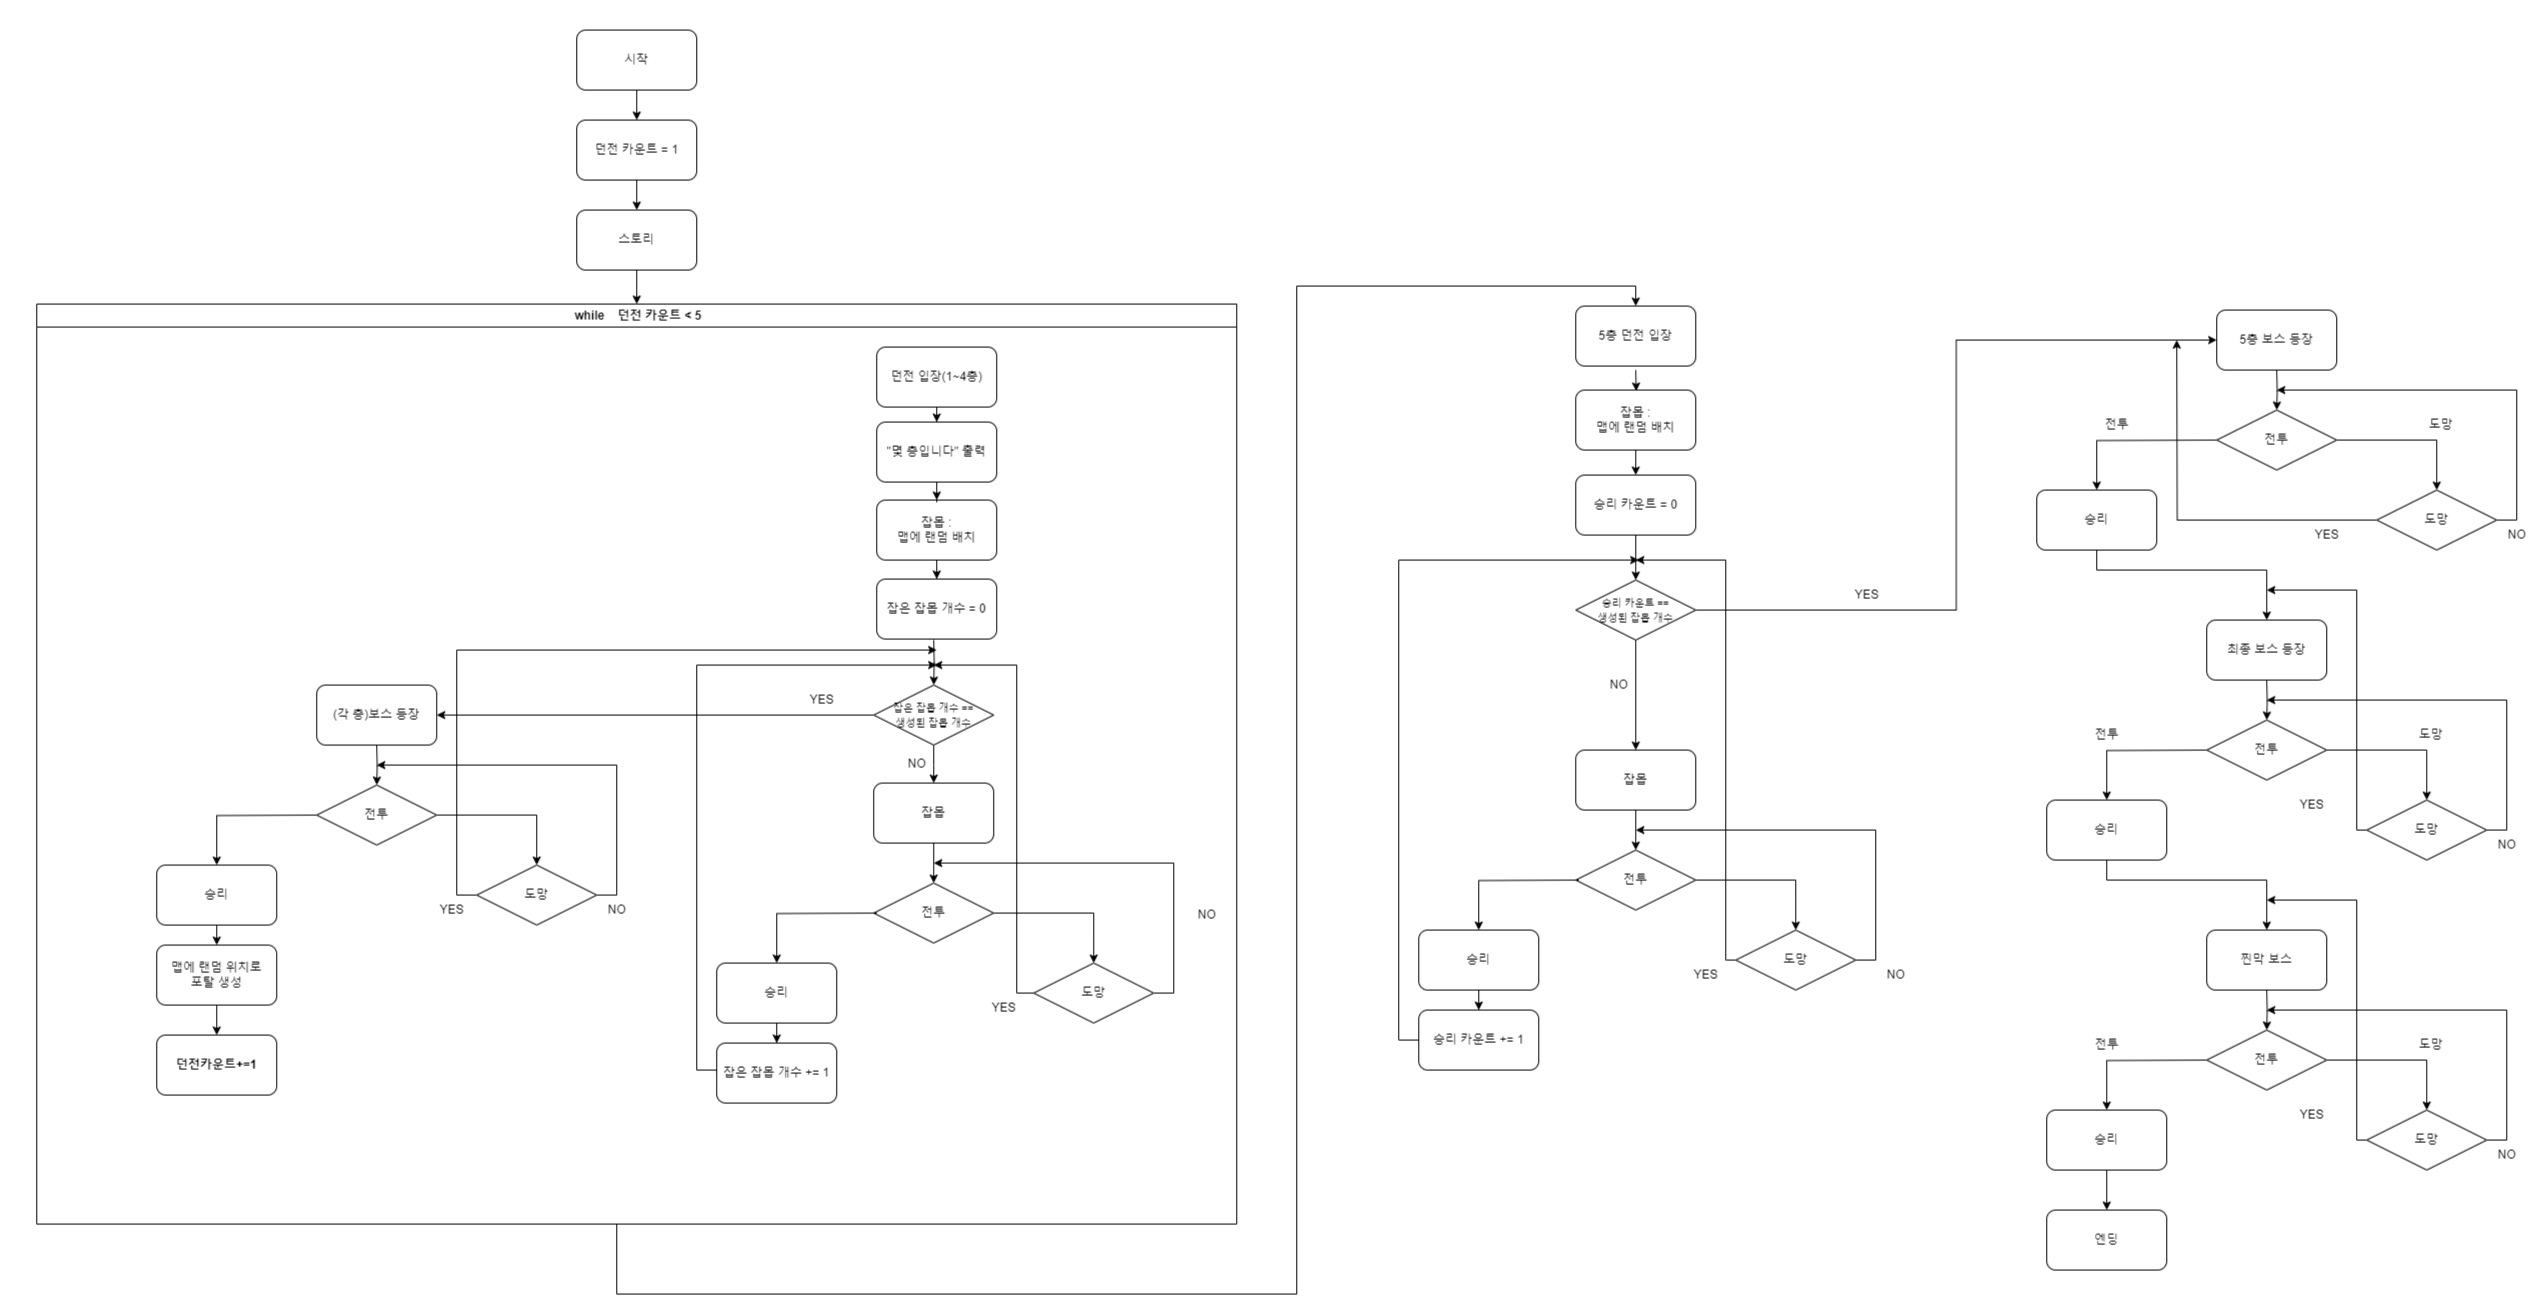 시작
던전 카운트 = 1
스토리
while 던전 카운트 < 5
던전 입장(1~4층)
"몇 층입니다" 출력
잡몹 :
맵에 랜덤 배치
잡은 잡몹 개수 = 0
잡은 잡몹 개수 ==
생성된 잡몹 개수
YES
NO
(각 층)보스 등장
전투
승리
도망
YES
NO
맵에 랜덤 위치로
포탈 생성
던전카운트+=1
잡몹
전투
승리
도망
YES
NO
잡은 잡몹 개수 += 1
5층 던전 입장
잡몹 :
맵에 랜덤 배치
승리 카운트 = 0
승리 카운트 ==
생성된 잡몹 개수
YES
NO
잡몹
전투
승리
도망
YES
NO
승리 카운트 += 1
5층 보스 등장
전투
전투
도망
승리
도망
YES
NO
최종 보스 등장
전투
전투
도망
YES
승리
도망
NO
찐막 보스
전투
전투
도망
YES
승리
도망
NO
엔딩